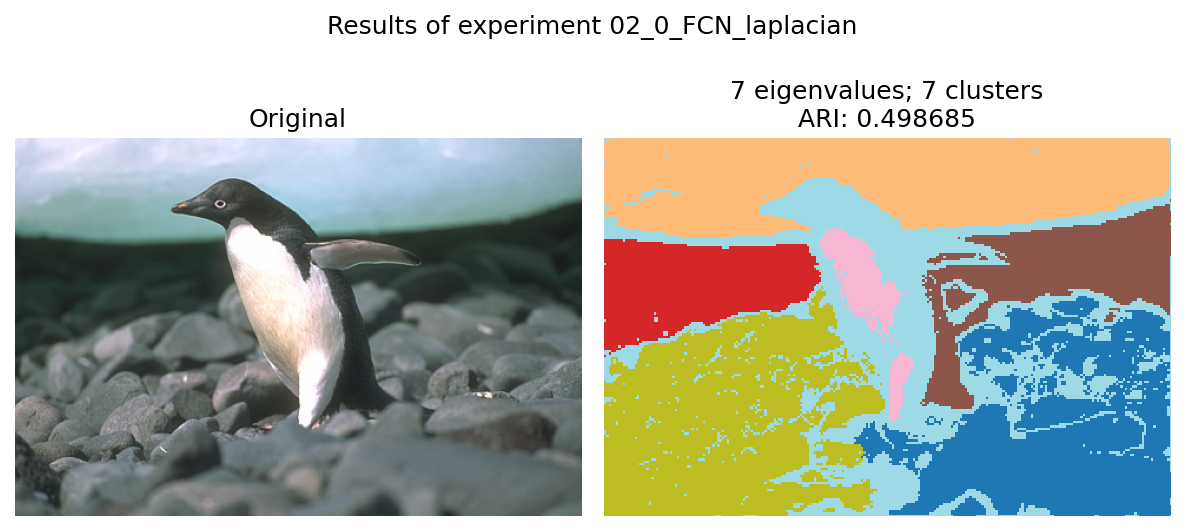 Results of experiment 02_0_FCN_laplacian
Original
7 eigenvalues; 7 clusters
ARI: 0.498685